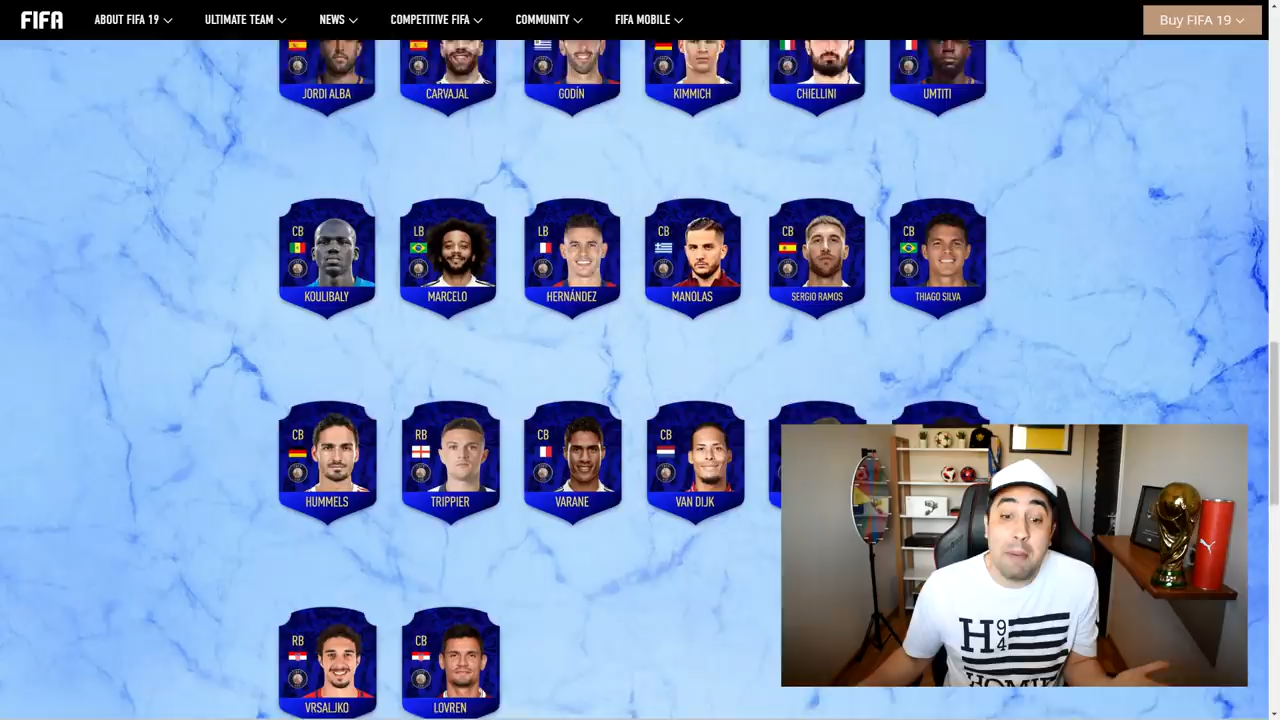 FIFA ABOUT FIFA 19 ULTIMATE TEAM NEWS COMPETITIVE FIFA COMMUNITY FIFA MOBILE Buy FIFA 19
JORDI ALBA CARVAJAL GODÍN KIMMICH CHIELLINI UMTITI
CB LB LB CB CB CB
KOULIBALY MARCELO HERNÁNDEZ MANOLAS SERGIO RAMOS THIAGO SILVA
CB RB CB CB
HUMMELS TRIPPIER VARANE VAN DIJK
H 94
HOMIE
RB CB
VRSALJKO LOVREN